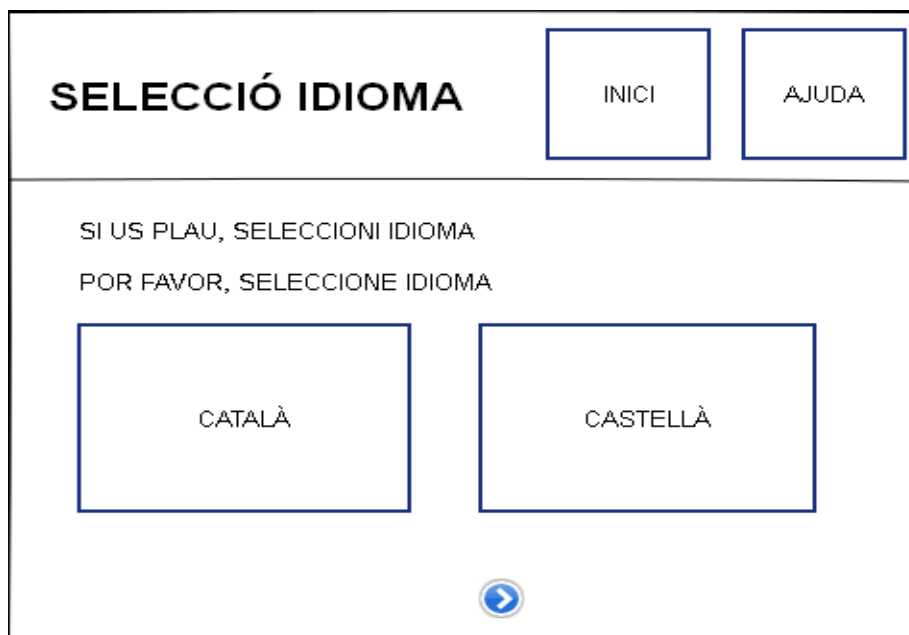 SELECCIÓ IDIOMA
INICI
AJUDA
SI US PLAU, SELECCIONI IDIOMA
POR FAVOR, SELECCIONE IDIOMA
CATALÀ
CASTELLÀ